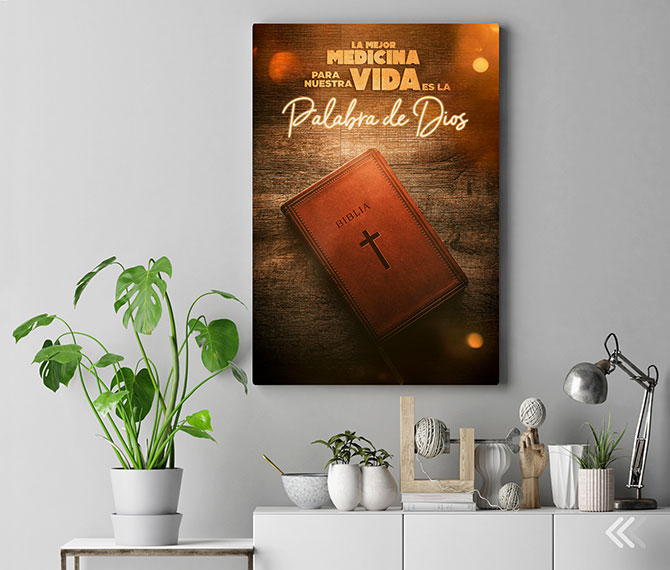 LA MEJOR
MEDICINA
PARA NUESTRA VIDA ES LA
Palabra de Dios
BIBLIA